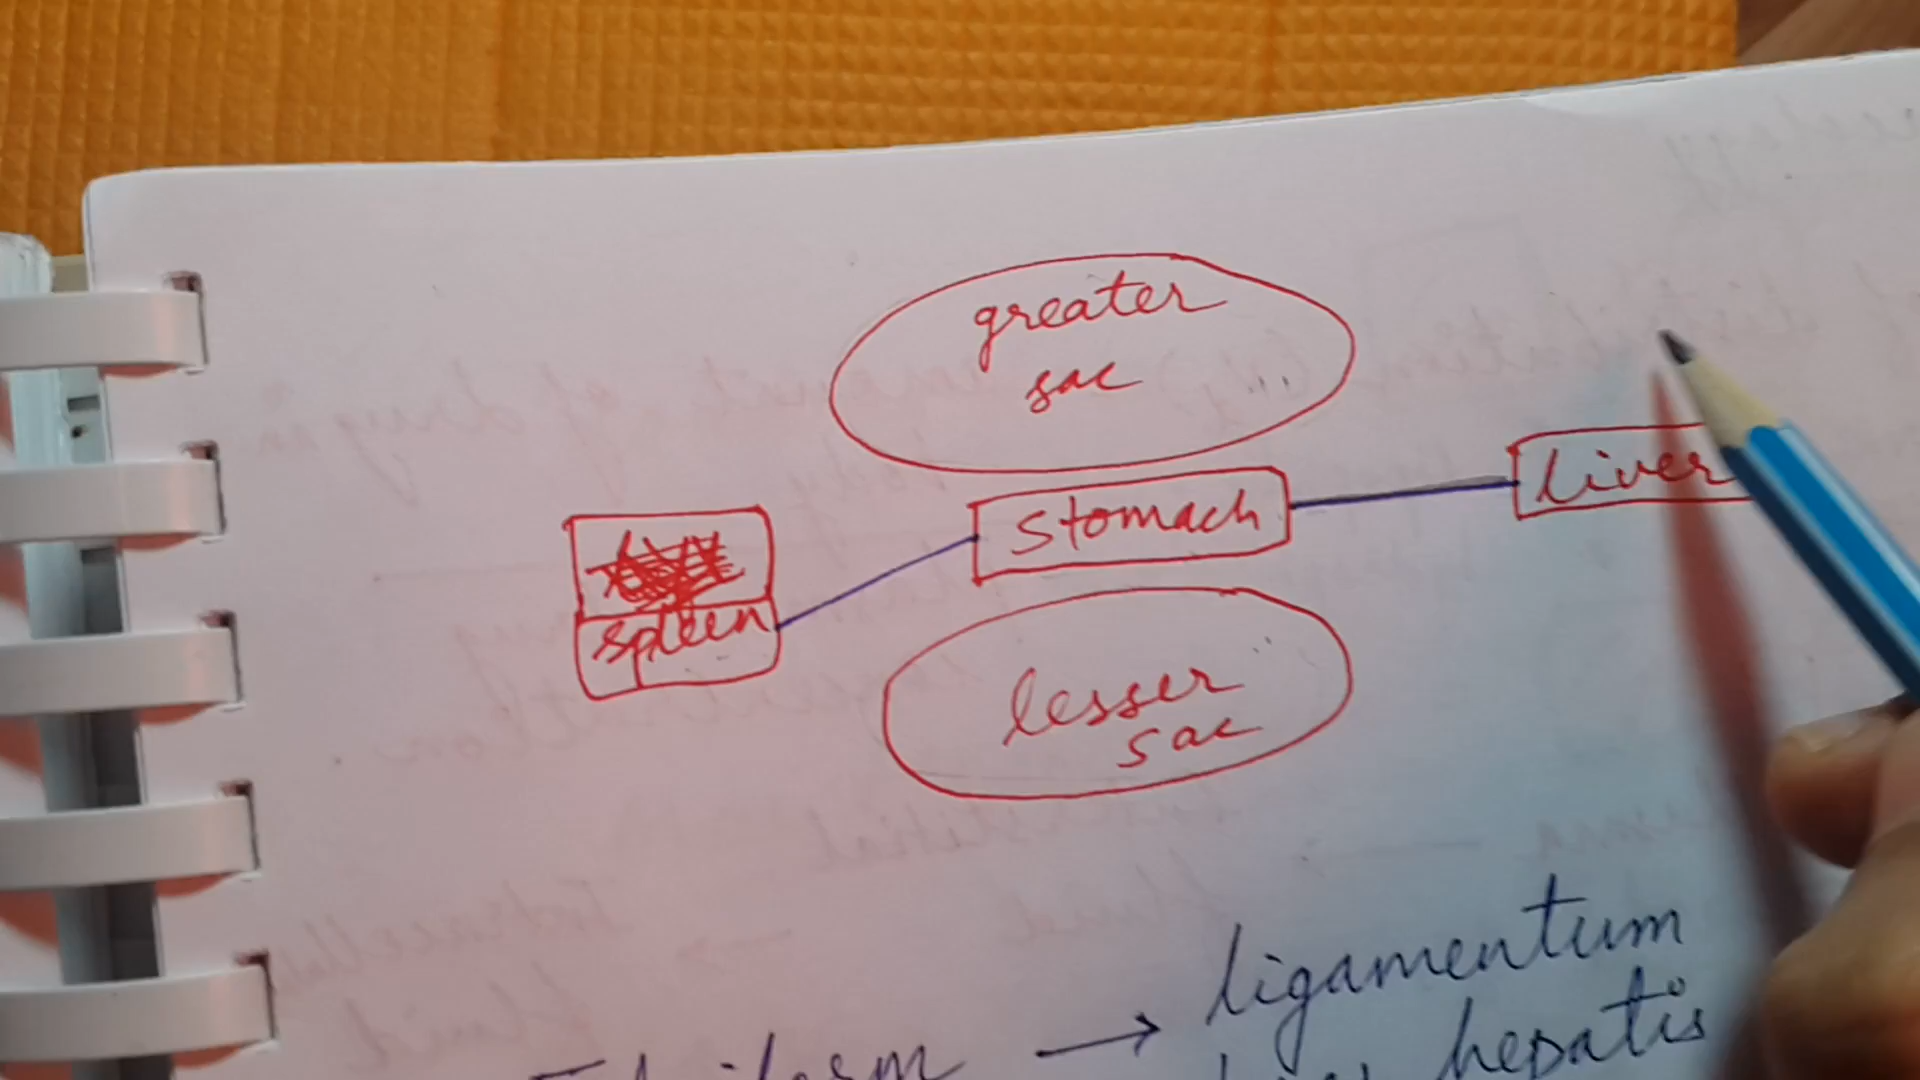 greater
sac
stomach
liver
spleen
lesser
sac
ligamentum
→
hepatis